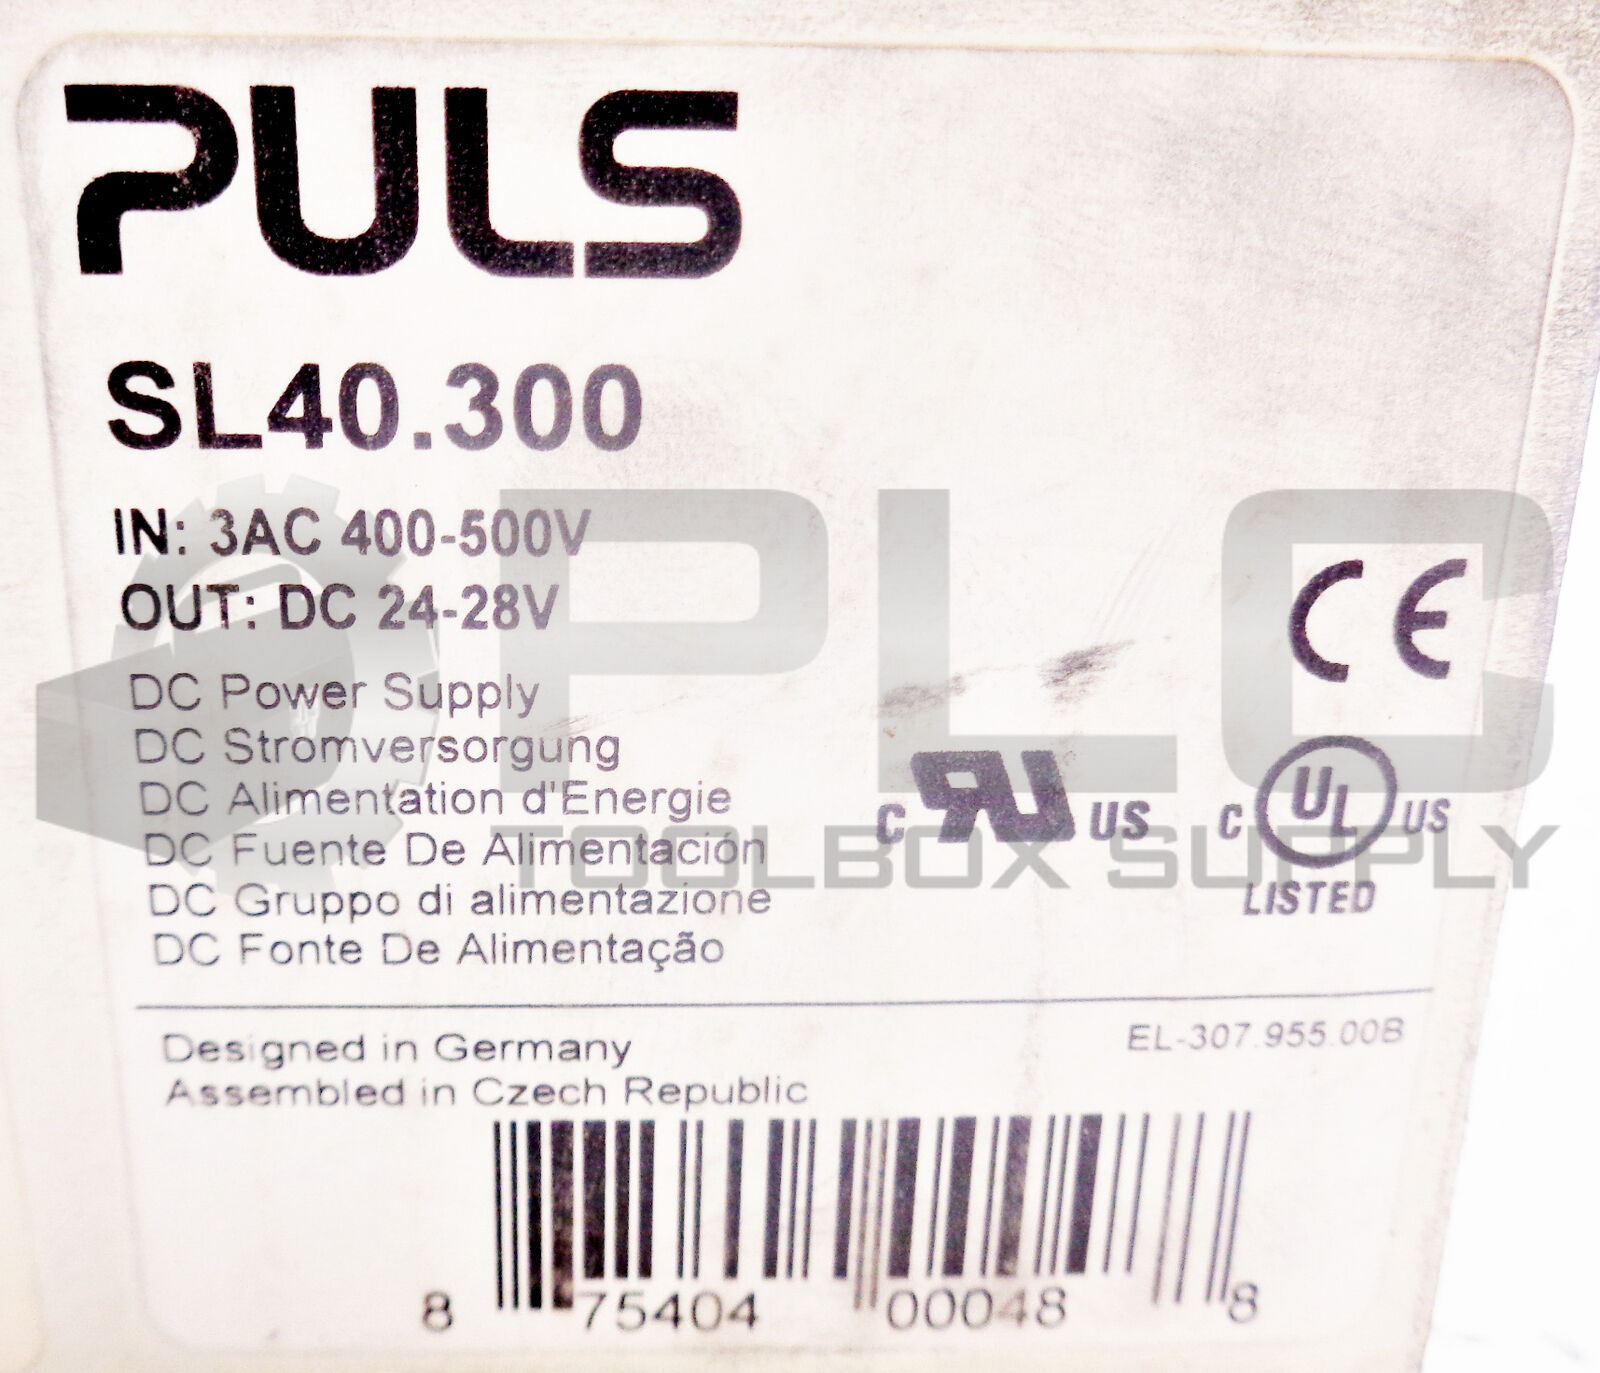 PULS
SL40.300
IN: 3AC 400-500V
OUT: DC 24-28V
DC Power Supply
DC Stromversorgung
DC Alimentation d'Energie
DC Fuente De Alimentación
DC Gruppo di alimentazione
DC Fonte De Alimentação
CE
c RU US
c UL US
LISTED
PLC
TOOLBOX SUPPLY
Designed in Germany
EL-307.955.00B
Assembled in Czech Republic
8 75404 00048 8